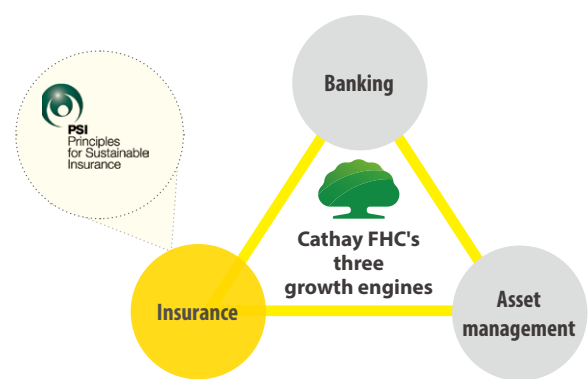 Banking
PSI
Principles
for Sustainable
Insurance
Cathay FHC's
three
growth engines
Insurance
Asset
management